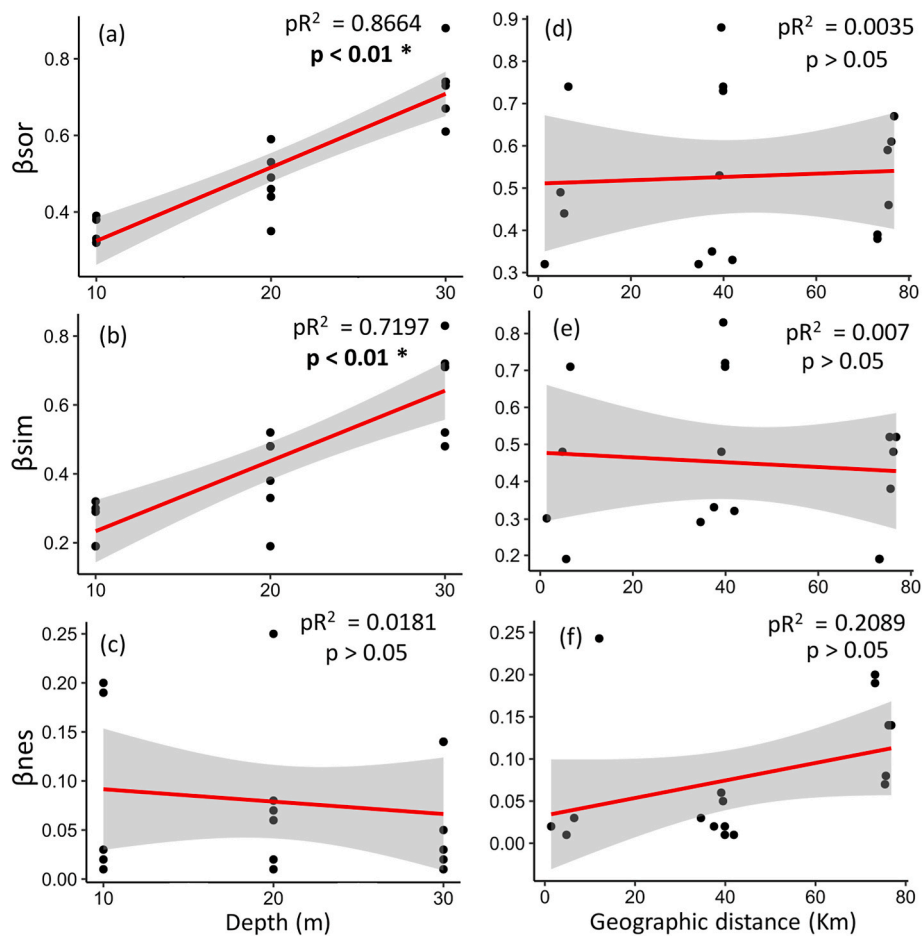 (a)
pR² = 0.8664
p < 0.01 *
βsor
0.8
0.6
0.4
10
20
30
(d)
pR² = 0.0035
p > 0.05
0.9
0.8
0.7
0.6
0.5
0.4
0.3
0
20
40
60
80
(b)
pR² = 0.7197
p < 0.01 *
βsim
0.8
0.6
0.4
0.2
10
20
30
(e)
pR² = 0.007
p > 0.05
0.8
0.7
0.6
0.5
0.4
0.3
0.2
0
20
40
60
80
(c)
pR² = 0.0181
p > 0.05
βnes
0.25
0.20
0.15
0.10
0.05
0.00
10
20
30
Depth (m)
(f)
pR² = 0.2089
p > 0.05
0.25
0.20
0.15
0.10
0.05
0.00
0
20
40
60
80
Geographic distance (Km)